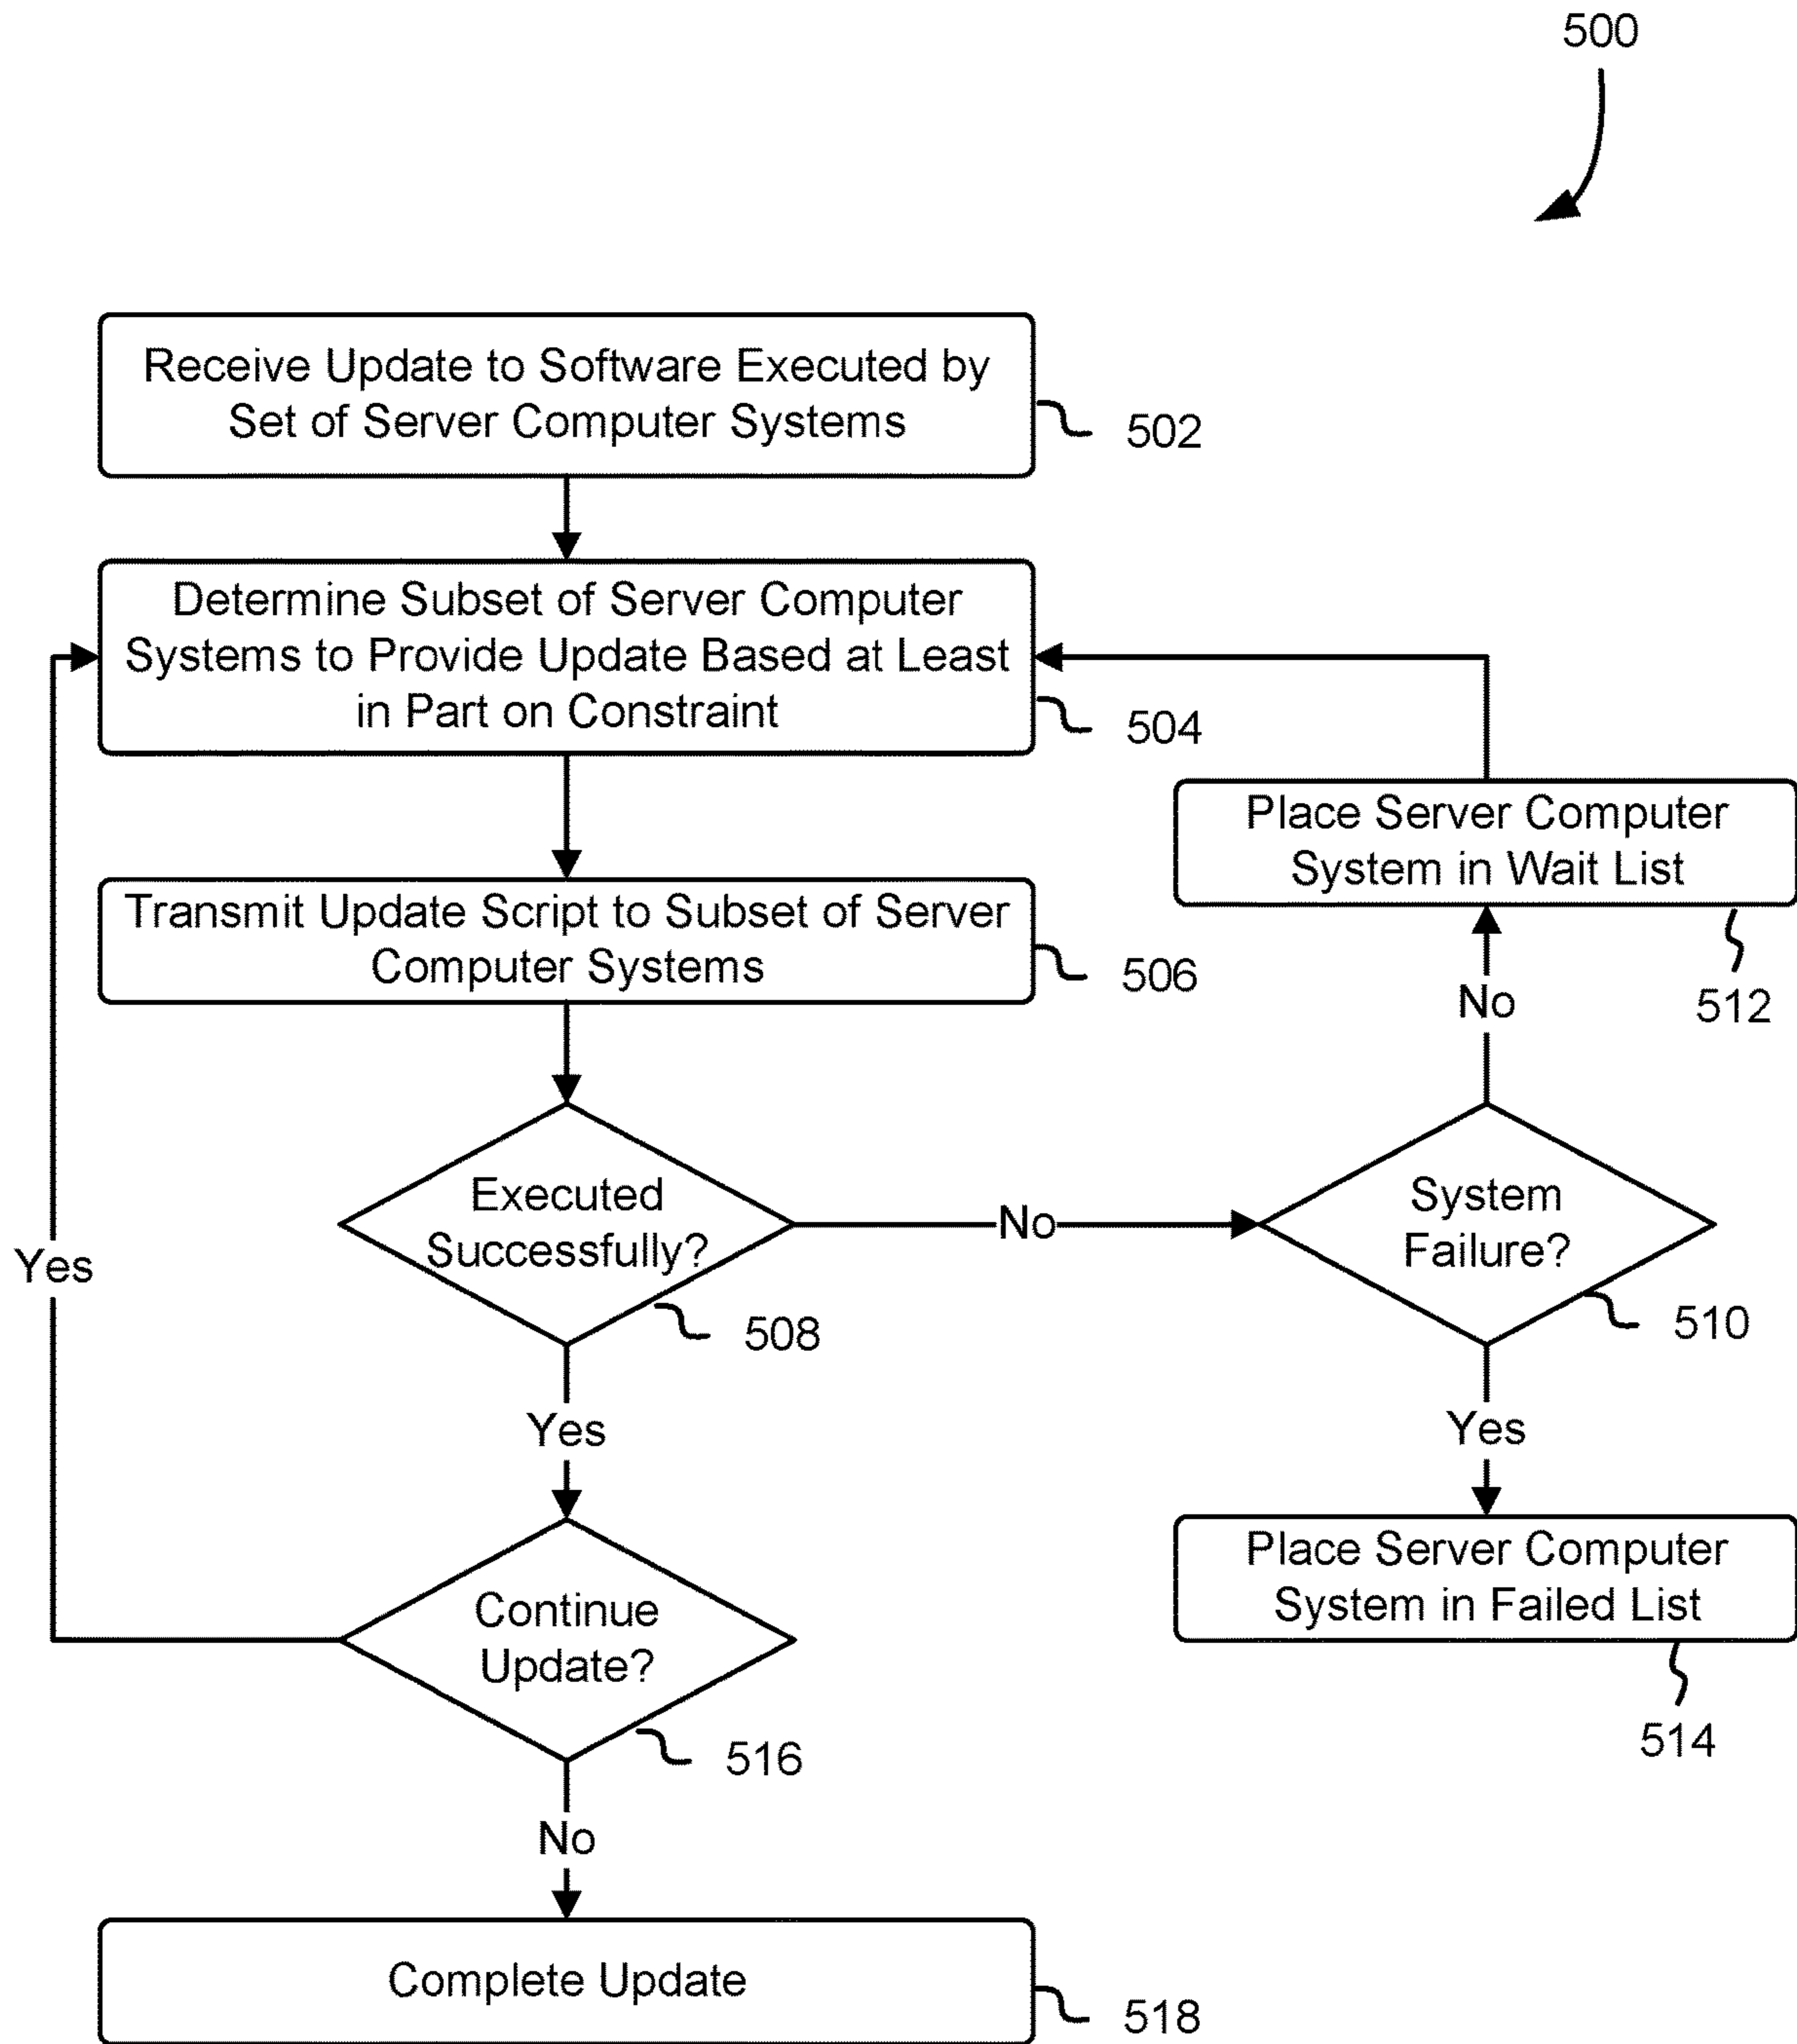 500
Receive Update to Software Executed by
Set of Server Computer Systems
502
Determine Subset of Server Computer
Systems to Provide Update Based at Least
in Part on Constraint
504
Transmit Update Script to Subset of Server
Computer Systems
506
Place Server Computer
System in Wait List
512
No
Executed
Successfully?
508
No
System
Failure?
510
Yes
Yes
Yes
Place Server Computer
System in Failed List
514
Continue
Update?
516
No
Complete Update
518